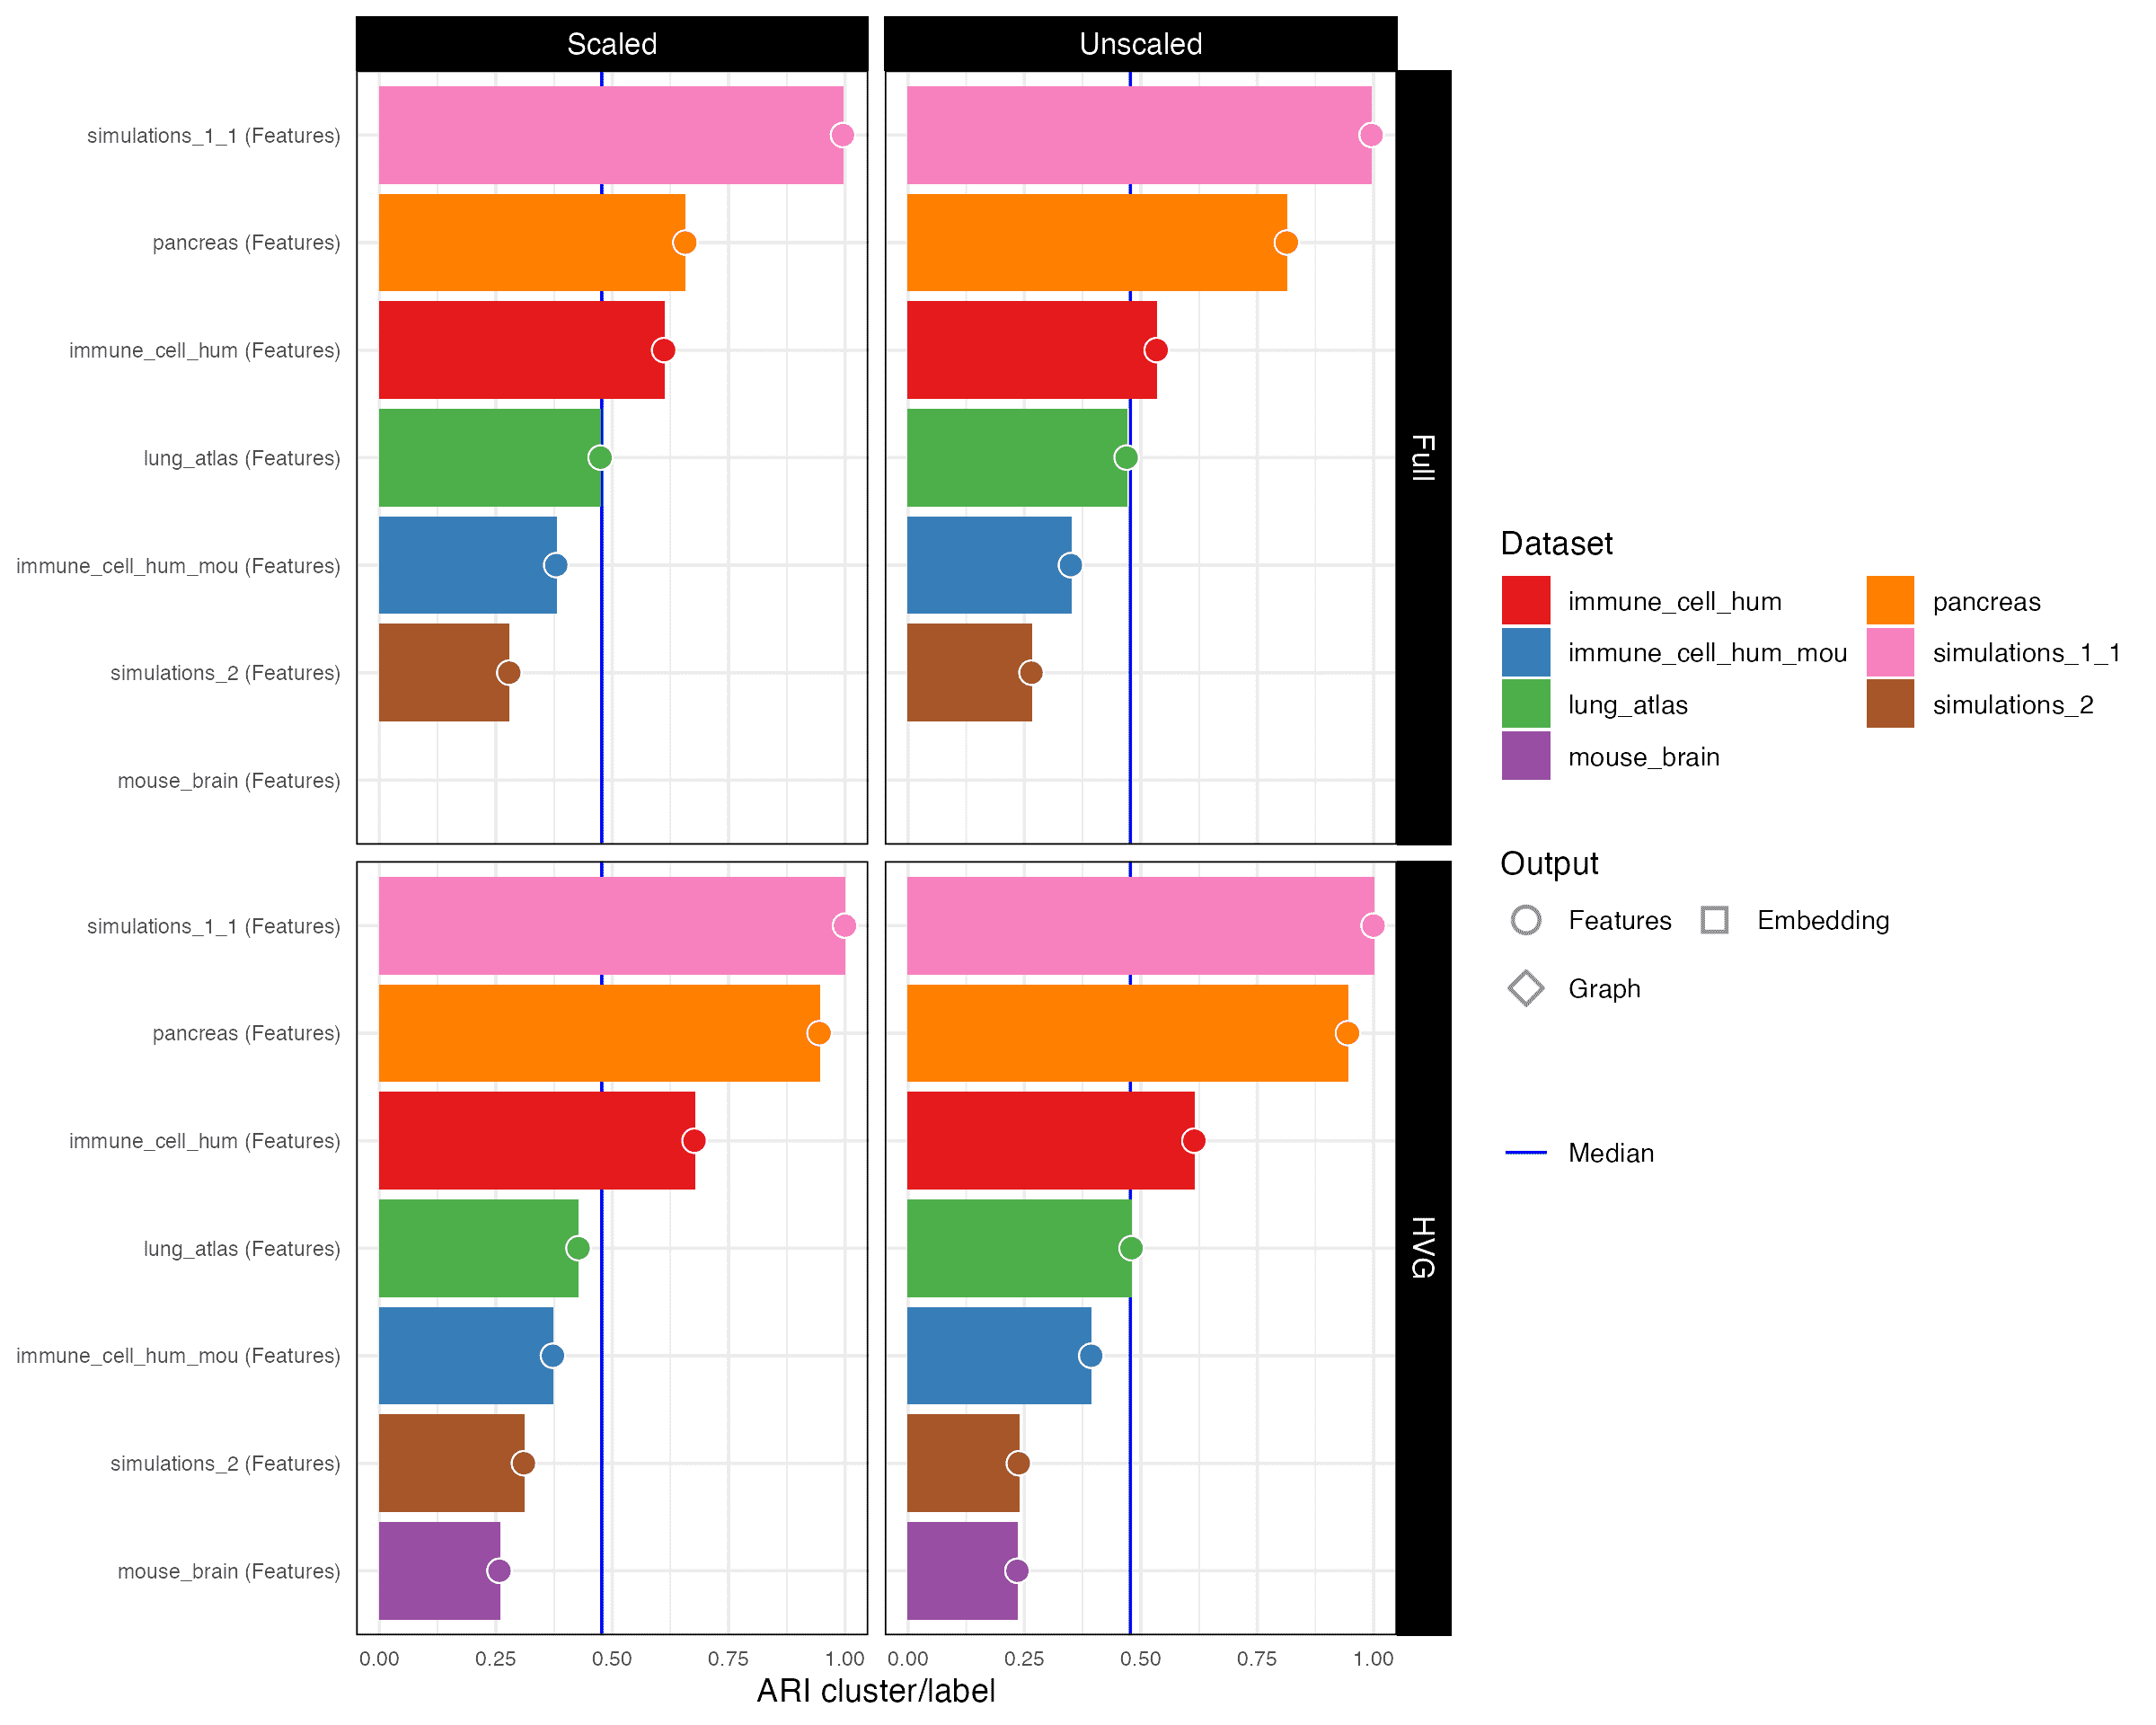 Scaled
Unscaled
simulations_1_1 (Features)
pancreas (Features)
immune_cell_hum (Features)
lung_atlas (Features)
immune_cell_hum_mou (Features)
simulations_2 (Features)
mouse_brain (Features)
Full
simulations_1_1 (Features)
pancreas (Features)
immune_cell_hum (Features)
lung_atlas (Features)
immune_cell_hum_mou (Features)
simulations_2 (Features)
mouse_brain (Features)
HVG
0.00 0.25 0.50 0.75 1.00
0.00 0.25 0.50 0.75 1.00
ARI cluster/label
Dataset
immune_cell_hum
immune_cell_hum_mou
lung_atlas
mouse_brain
pancreas
simulations_1_1
simulations_2
Output
Features
Embedding
Graph
Median